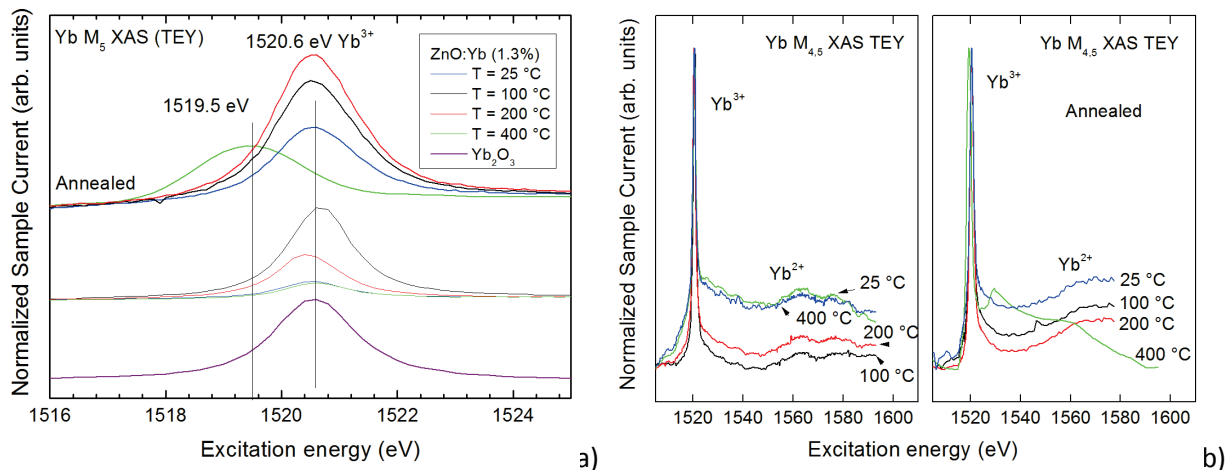 Yb M5 XAS (TEY)
1520.6 eV Yb3+
1519.5 eV
ZnO:Yb (1.3%)
T = 25 °C
T = 100 °C
T = 200 °C
T = 400 °C
Yb2O3
Annealed
Normalized Sample Current (arb. units)
1516 1518 1520 1522 1524
Excitation energy (eV)
a)
Yb M4,5 XAS TEY
Yb3+
Yb2+
25 °C
400 °C
200 °C
100 °C
Normalized Sample Current (arb. units)
1520 1540 1560 1580 1600
Excitation energy (eV)
Yb M4,5 XAS TEY
Yb3+
Annealed
Yb2+
25 °C
100 °C
200 °C
400 °C
1520 1540 1560 1580 1600
Excitation energy (eV)
b)